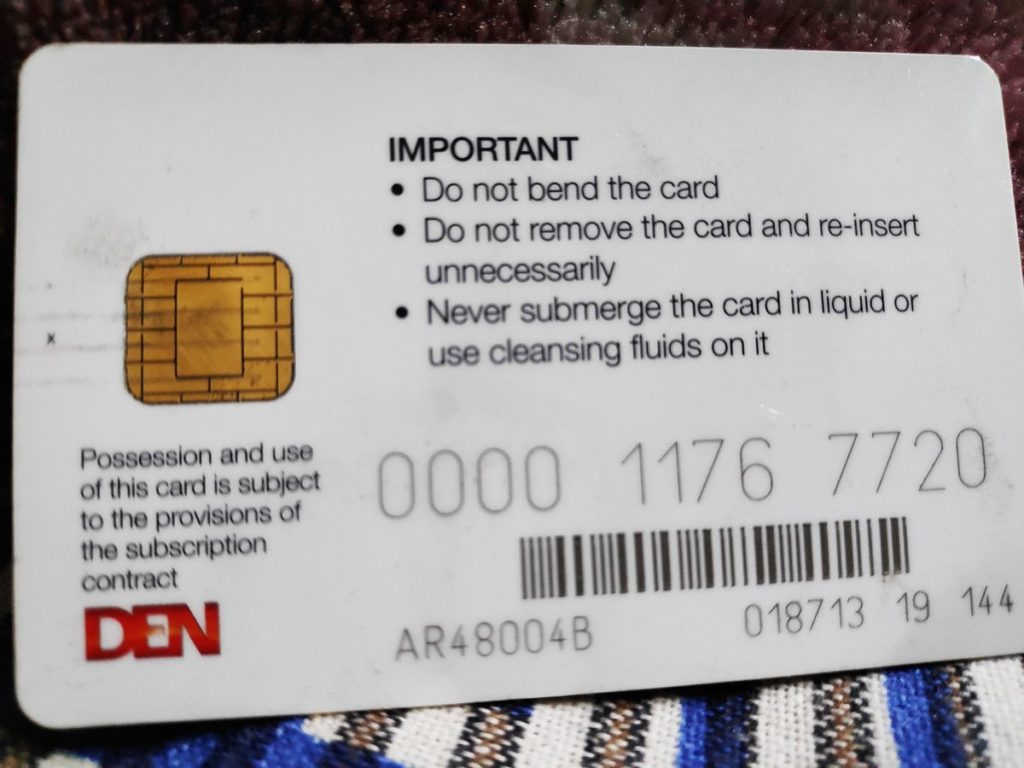 IMPORTANT
• Do not bend the card
• Do not remove the card and re-insert
unnecessarily
• Never submerge the card in liquid or
use cleansing fluids on it
x
Possession and use
of this card is subject
to the provisions of
the subscription
contract
DEN
0000 1176 7720
AR48004B
018713 19 144